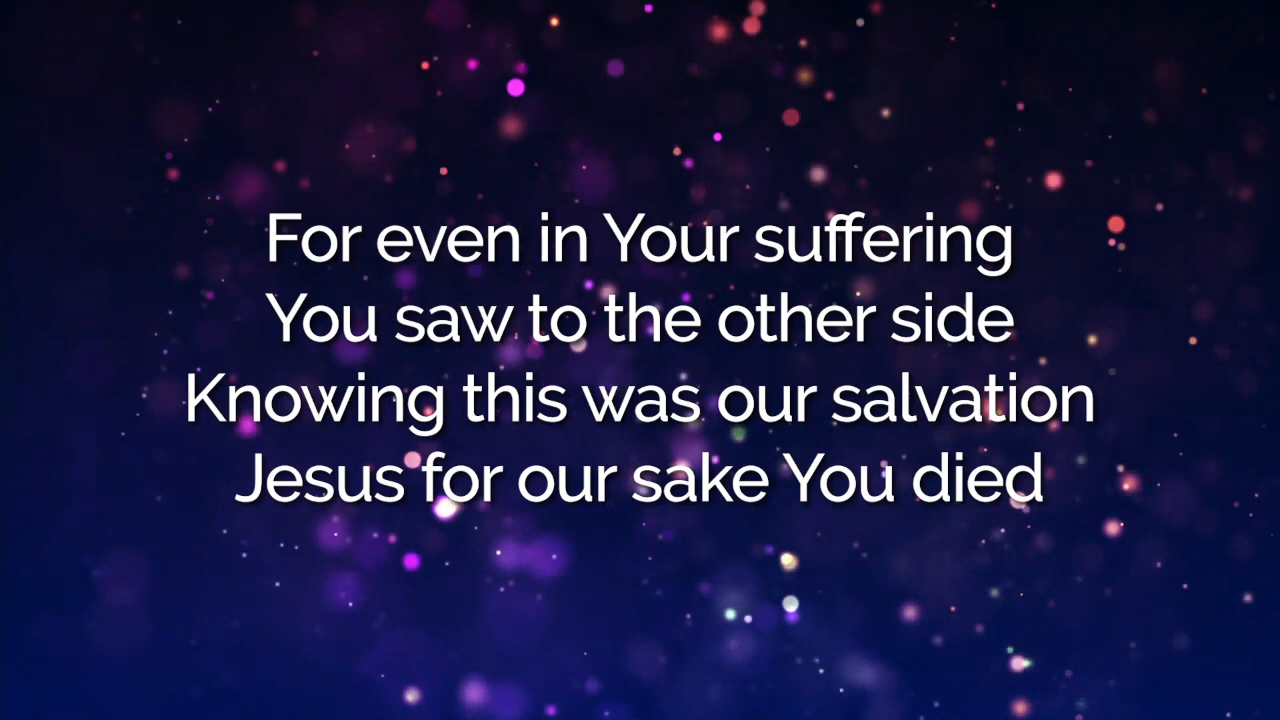 For even in Your suffering
You saw to the other side
Knowing this was our salvation
Jesus for our sake You died